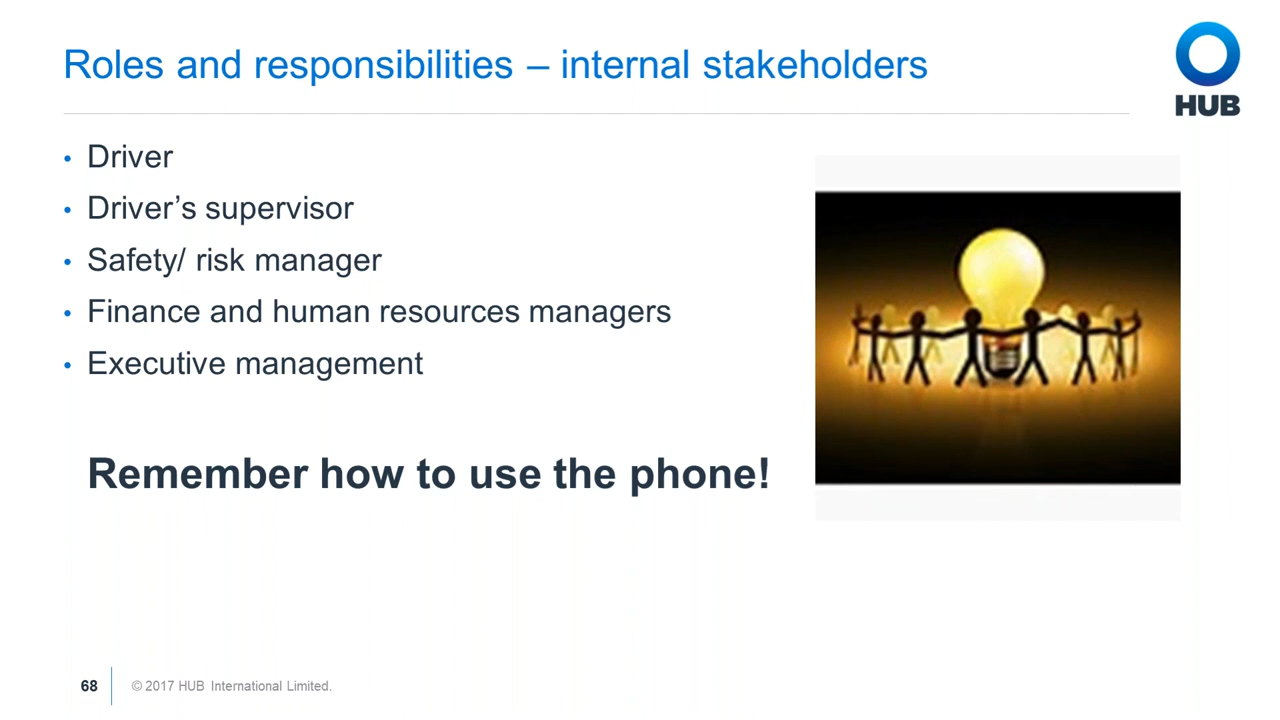 Roles and responsibilities – internal stakeholders
HUB
• Driver
• Driver’s supervisor
• Safety/ risk manager
• Finance and human resources managers
• Executive management
Remember how to use the phone!
68
© 2017 HUB International Limited.